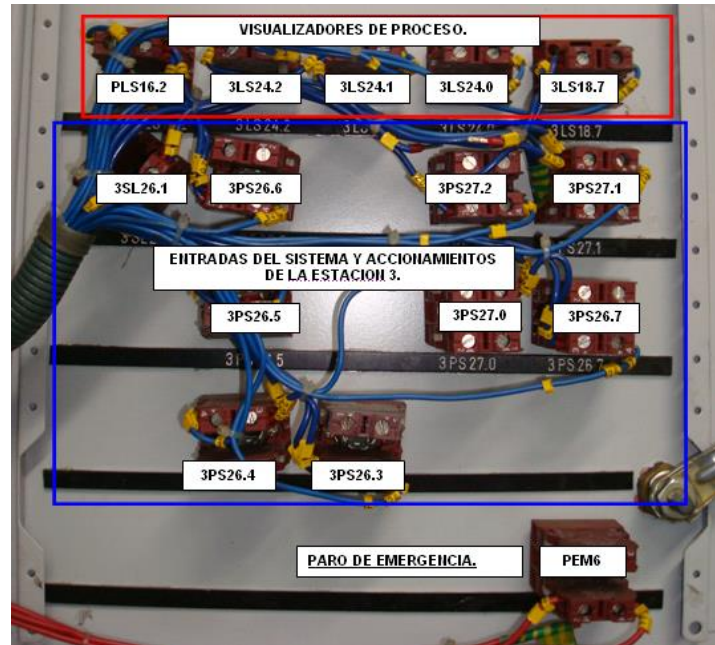 VISUALIZADORES DE PROCESO.
PLS16.2 3LS24.2 3LS24.1 3LS24.0 3LS18.7
3LS24.2 3LS18.7
3SL26.1 3PS26.6 3PS27.2 3PS27.1
ENTRADAS DEL SISTEMA Y ACCIONAMIENTOS
DE LA ESTACION 3.
3PS26.5 3PS27.0 3PS26.7
3PS27.0 3PS26.7
3PS26.4 3PS26.3
PARO DE EMERGENCIA. PEM6